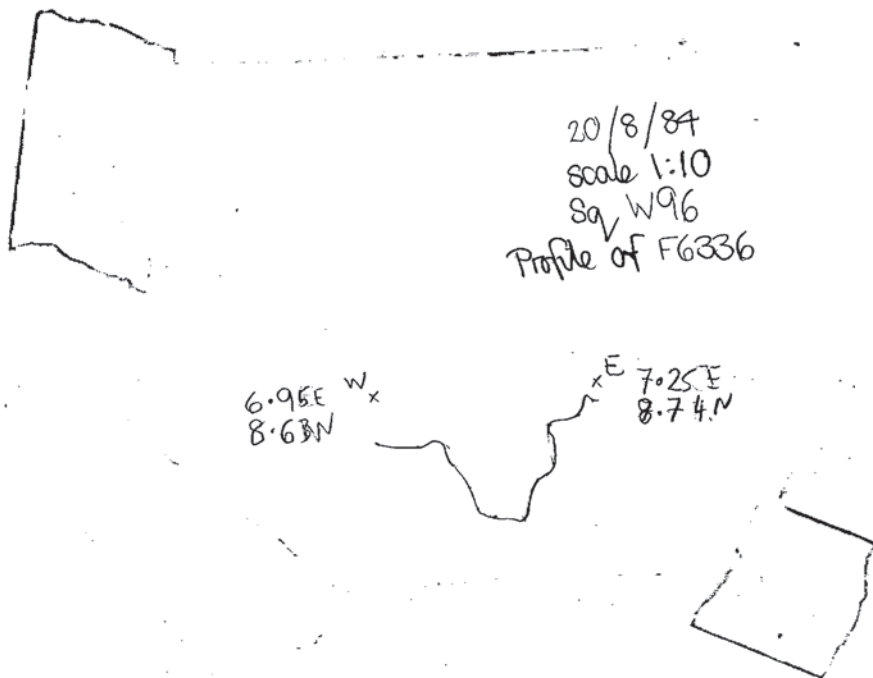 20/8/84
scale 1:10
Sq W96
Profile of F6336
W
6.95E
8.63N
E
7.25E
8.74N